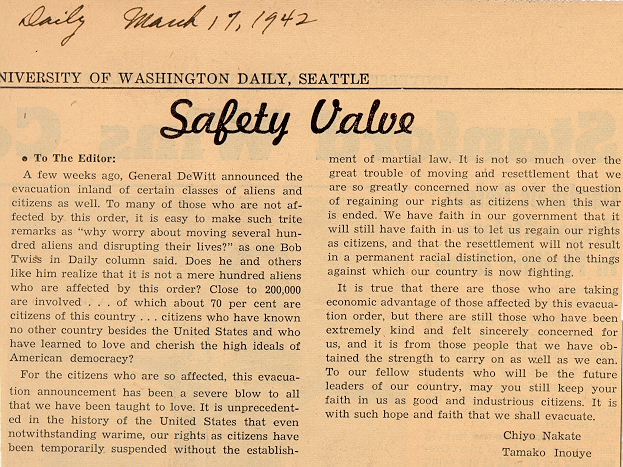 Daily March 17, 1942
NIVERSITY OF WASHINGTON DAILY, SEATTLE
Safety Valve
● To The Editor:
A few weeks ago, General DeWitt announced the
evacuation inland of certain classes of aliens and
citizens as well. To many of those who are not af-
fected by this order, it is easy to make such trite
remarks as "why worry about moving several hun-
dred aliens and disrupting their lives?" as one Bob
Twiss in Daily column said. Does he and others
like him realize that it is not a mere hundred aliens
who are affected by this order? Close to 200,000
are involved . . . of which about 70 per cent are
citizens of this country . . . citizens who have known
no other country besides the United States and who
have learned to love and cherish the high ideals of
American democracy?
For the citizens who are so affected, this evacua-
tion announcement has been a severe blow to all
that we have been taught to love. It is unprecedent-
ed in the history of the United States that even
notwithstanding warime, our rights as citizens have
been temporarily suspended without the establish-
ment of martial law. It is not so much over the
great trouble of moving and resettlement that we
are so greatly concerned now as over the question
of regaining our rights as citizens when this war
is ended. We have faith in our government that it
will still have faith in us to let us regain our rights
as citizens, and that the resettlement will not result
in a permanent racial distinction, one of the things
against which our country is now fighting.
It is true that there are those who are taking
economic advantage of those affected by this evacua-
tion order, but there are still those who have been
extremely kind and felt sincerely concerned for
us, and it is from those people that we have ob-
tained the strength to carry on as well as we can.
To our fellow students who will be the future
leaders of our country, may you still keep your
faith in us as good and industrious citizens. It is
with such hope and faith that we shall evacuate.
Chiyo Nakate
Tamako Inouye